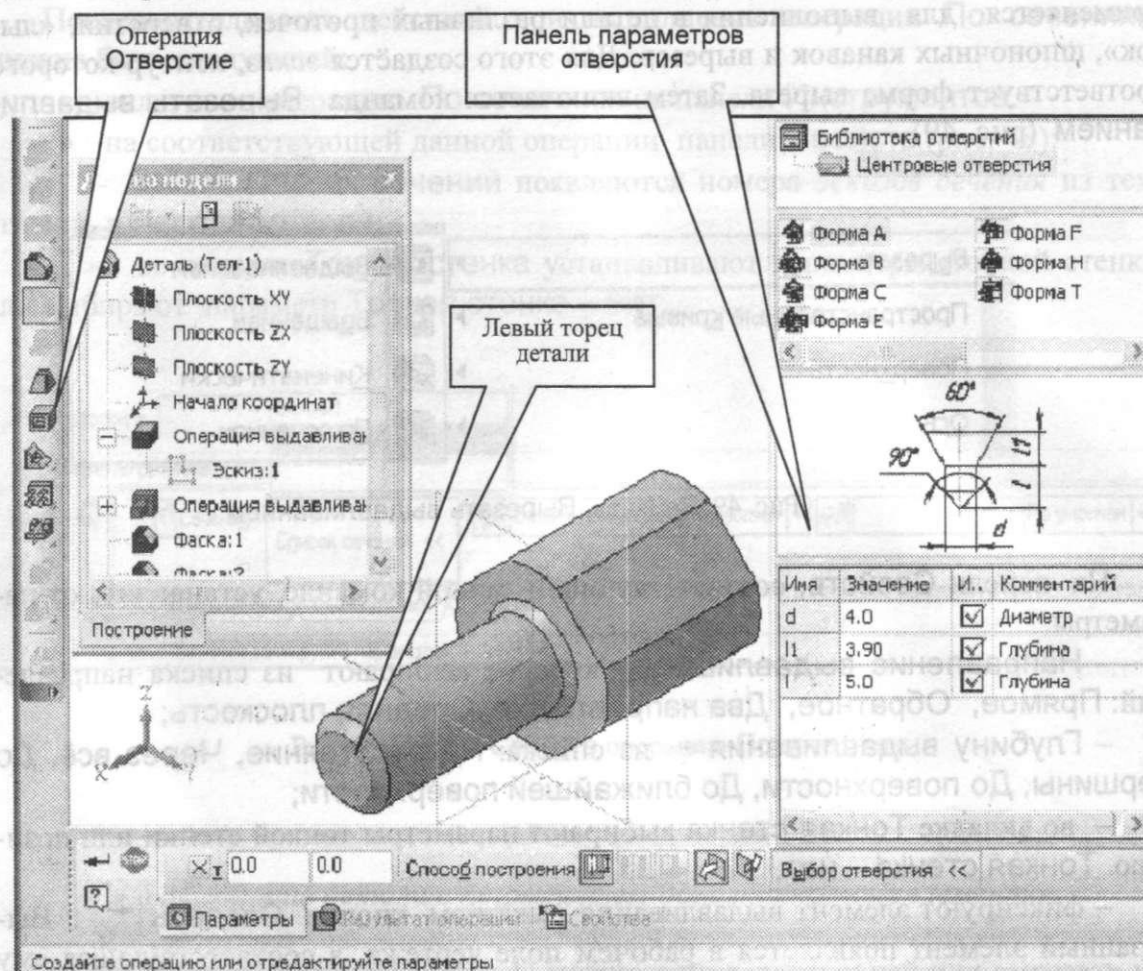 Операция
Отверстие
Панель параметров
отверстия
Деталь (Тел-1)
Плоскость XY
Плоскость ZX
Плоскость ZY
Начало координат
Операция выдавливан
Эскиз:1
Операция выдавливан
Фаска:1
Фаска:2
Построение
Левый торец
детали
Библиотека отверстий
Центровые отверстия
Форма A
Форма B
Форма C
Форма E
Форма F
Форма H
Форма T
60°
90°
l1
l
d
Имя Значение И.. Комментарий
d 4.0 Диаметр
l1 3.90 Глубина
l 5.0 Глубина
Z
X
Y
0.0 0.0 Способ построения
Выбор отверстия <<
Параметры Результат операции Свойства
Создайте операцию или отредактируйте параметры